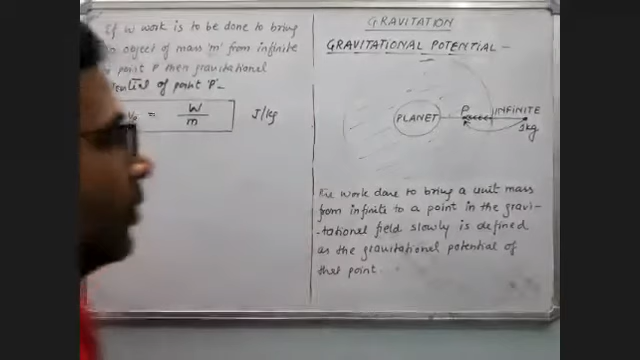 If W work is to be done to bring
object of mass 'm' from infinite
point P then gravitational
potential of point 'P'-
= W/m J/kg
GRAVITATION
GRAVITATIONAL POTENTIAL -
PLANET P INFINITE
1kg
The work done to bring a unit mass
from infinite to a point in the gravi-
-tational field slowly is defined
as the gravitational potential of
that point.